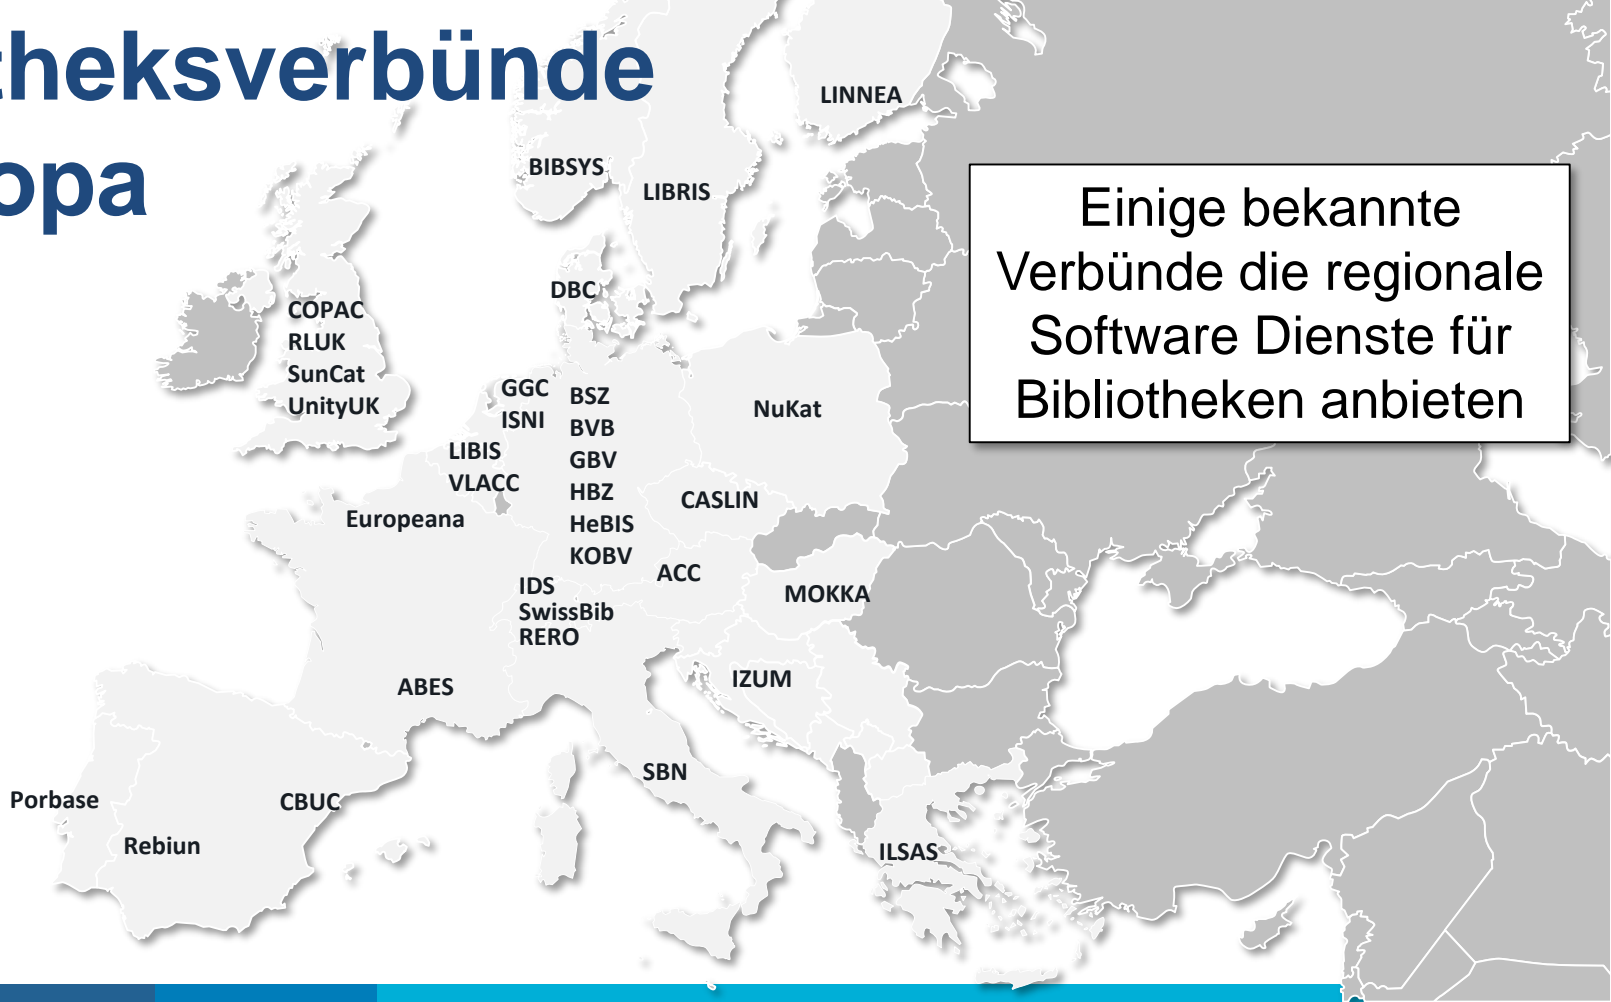 theksverbünde
opa
LINNEA
BIBSYS
LIBRIS
Einige bekannte
Verbünde die regionale
Software Dienste für
Bibliotheken anbieten
DBC
COPAC
RLUK
SunCat
UnityUK
GGC
ISNI
BSZ
BVB
GBV
HBZ
HeBIS
KOBV
NuKat
LIBIS
VLACC
CASLIN
Europeana
ACC
IDS
SwissBib
RERO
MOKKA
ABES
IZUM
SBN
Porbase
CBUC
Rebiun
ILSAS